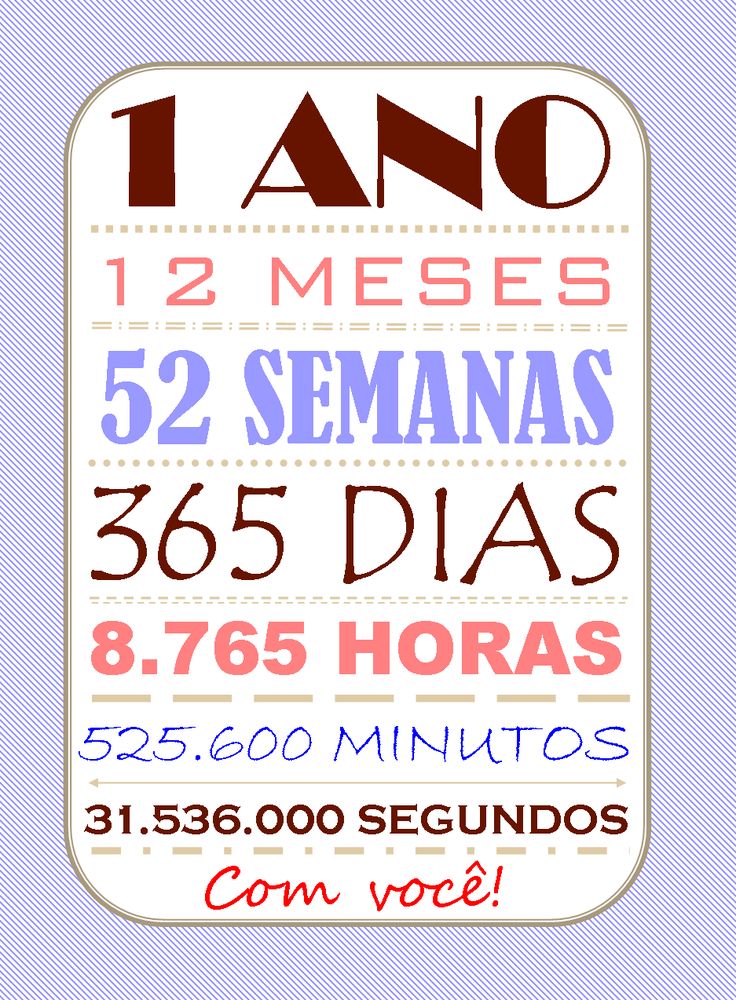 1 ANO
12 MESES
52 SEMANAS
365 DIAS
8.765 HORAS
525.600 MINUTOS
31.536.000 SEGUNDOS
Com você!